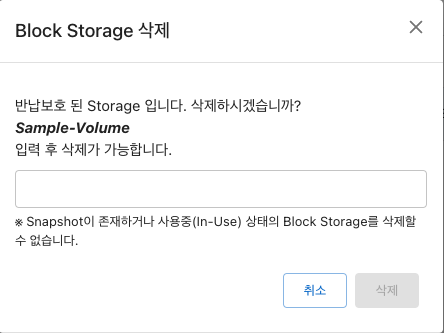 Block Storage 삭제
반납보호 된 Storage 입니다. 삭제하시겠습니까?
Sample-Volume
입력 후 삭제가 가능합니다.
※ Snapshot이 존재하거나 사용중(In-Use) 상태의 Block Storage를 삭제할
수 없습니다.
취소
삭제